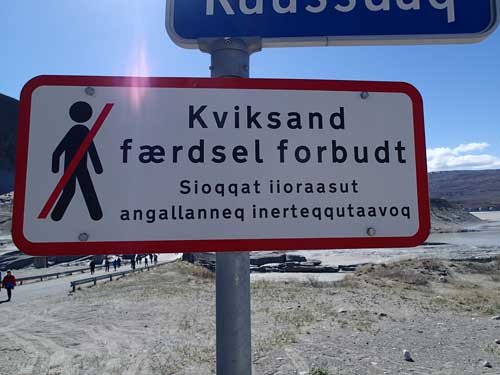 Kviksand
færdsel forbudt
Sioqqat iioraasut
angallanneq inerteqqutaavoq